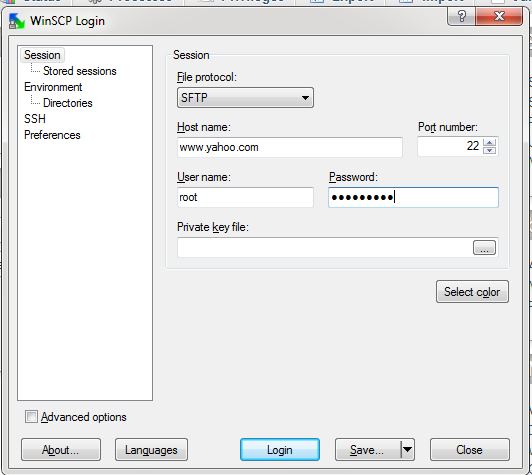 WinSCP Login
?
Session
Stored sessions
Environment
Directories
SSH
Preferences
Session
File protocol:
SFTP
Host name:
Port number:
www.yahoo.com
22
User name:
Password:
root
●●●●●●●●●
Private key file:
...
Select color
Advanced options
About...
Languages
Login
Save...
Close